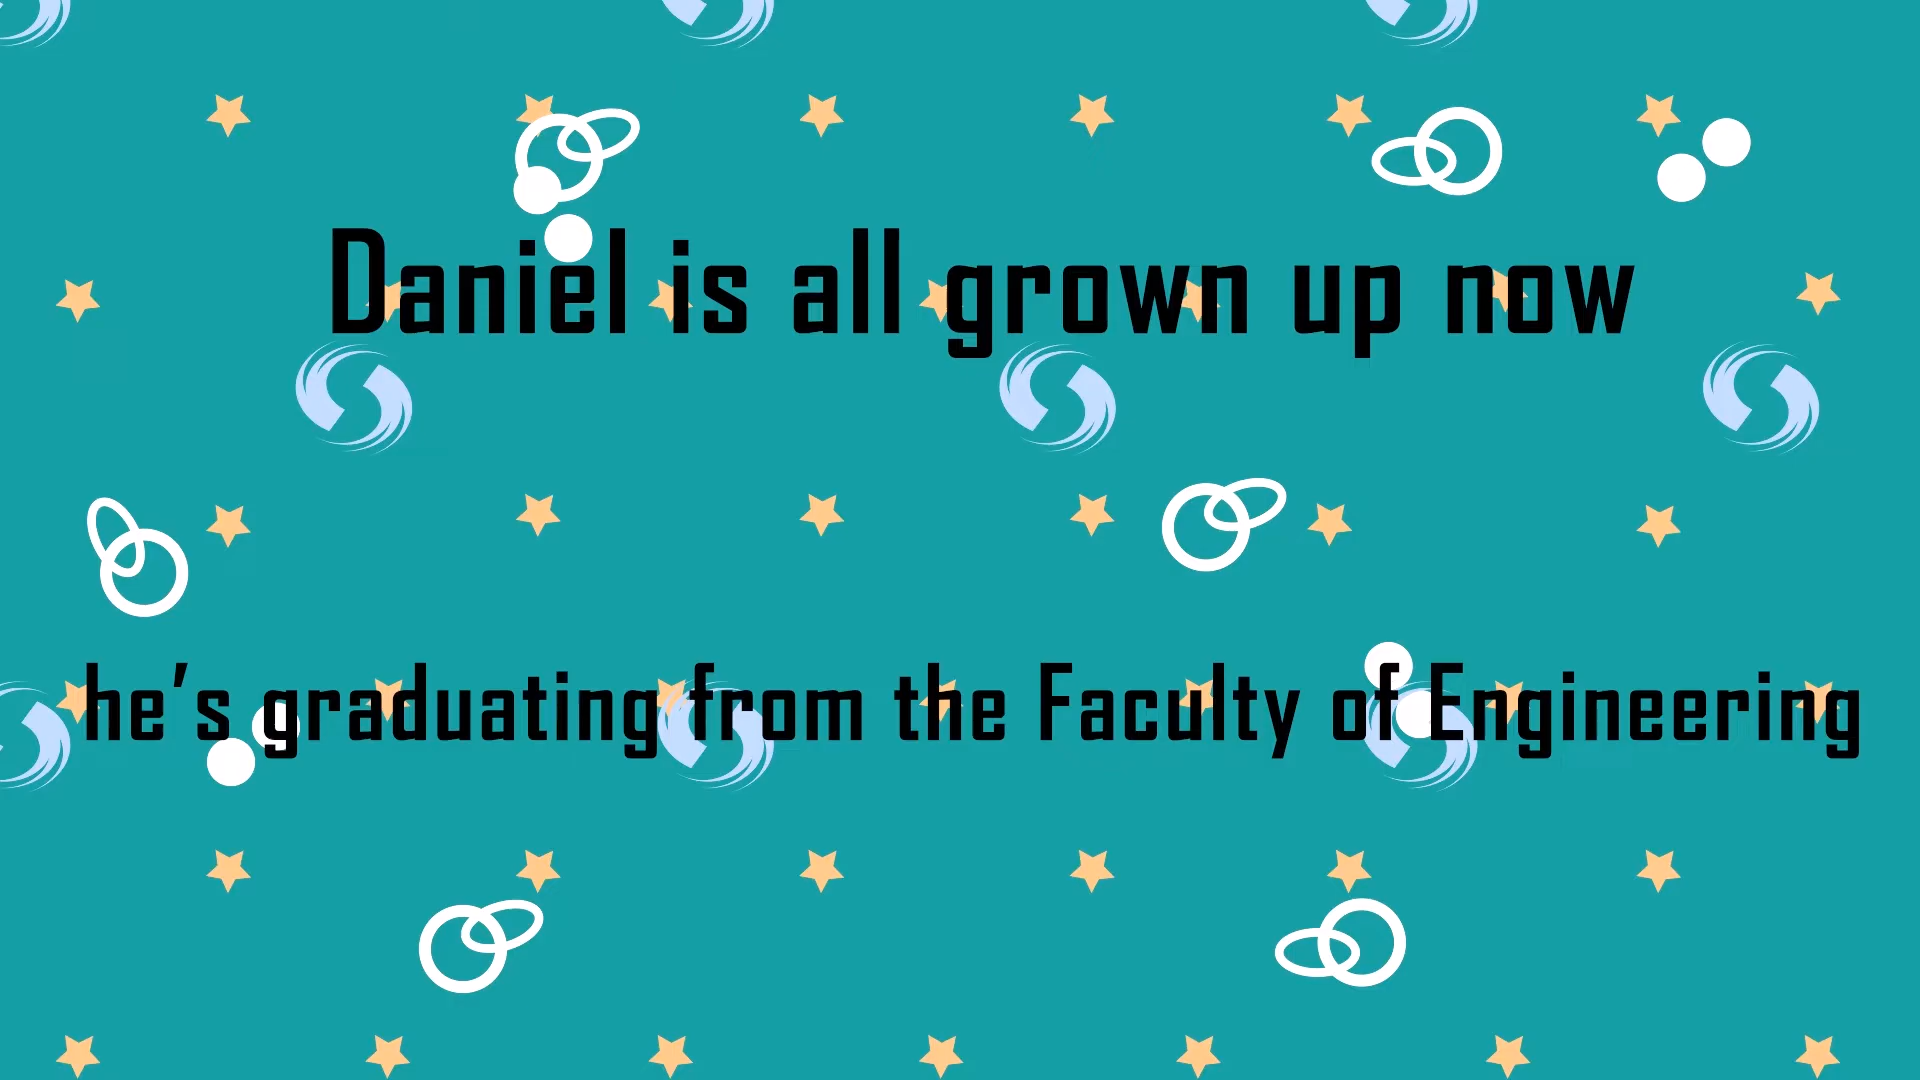 Daniel is all grown up now
he's graduating from the Faculty of Engineering